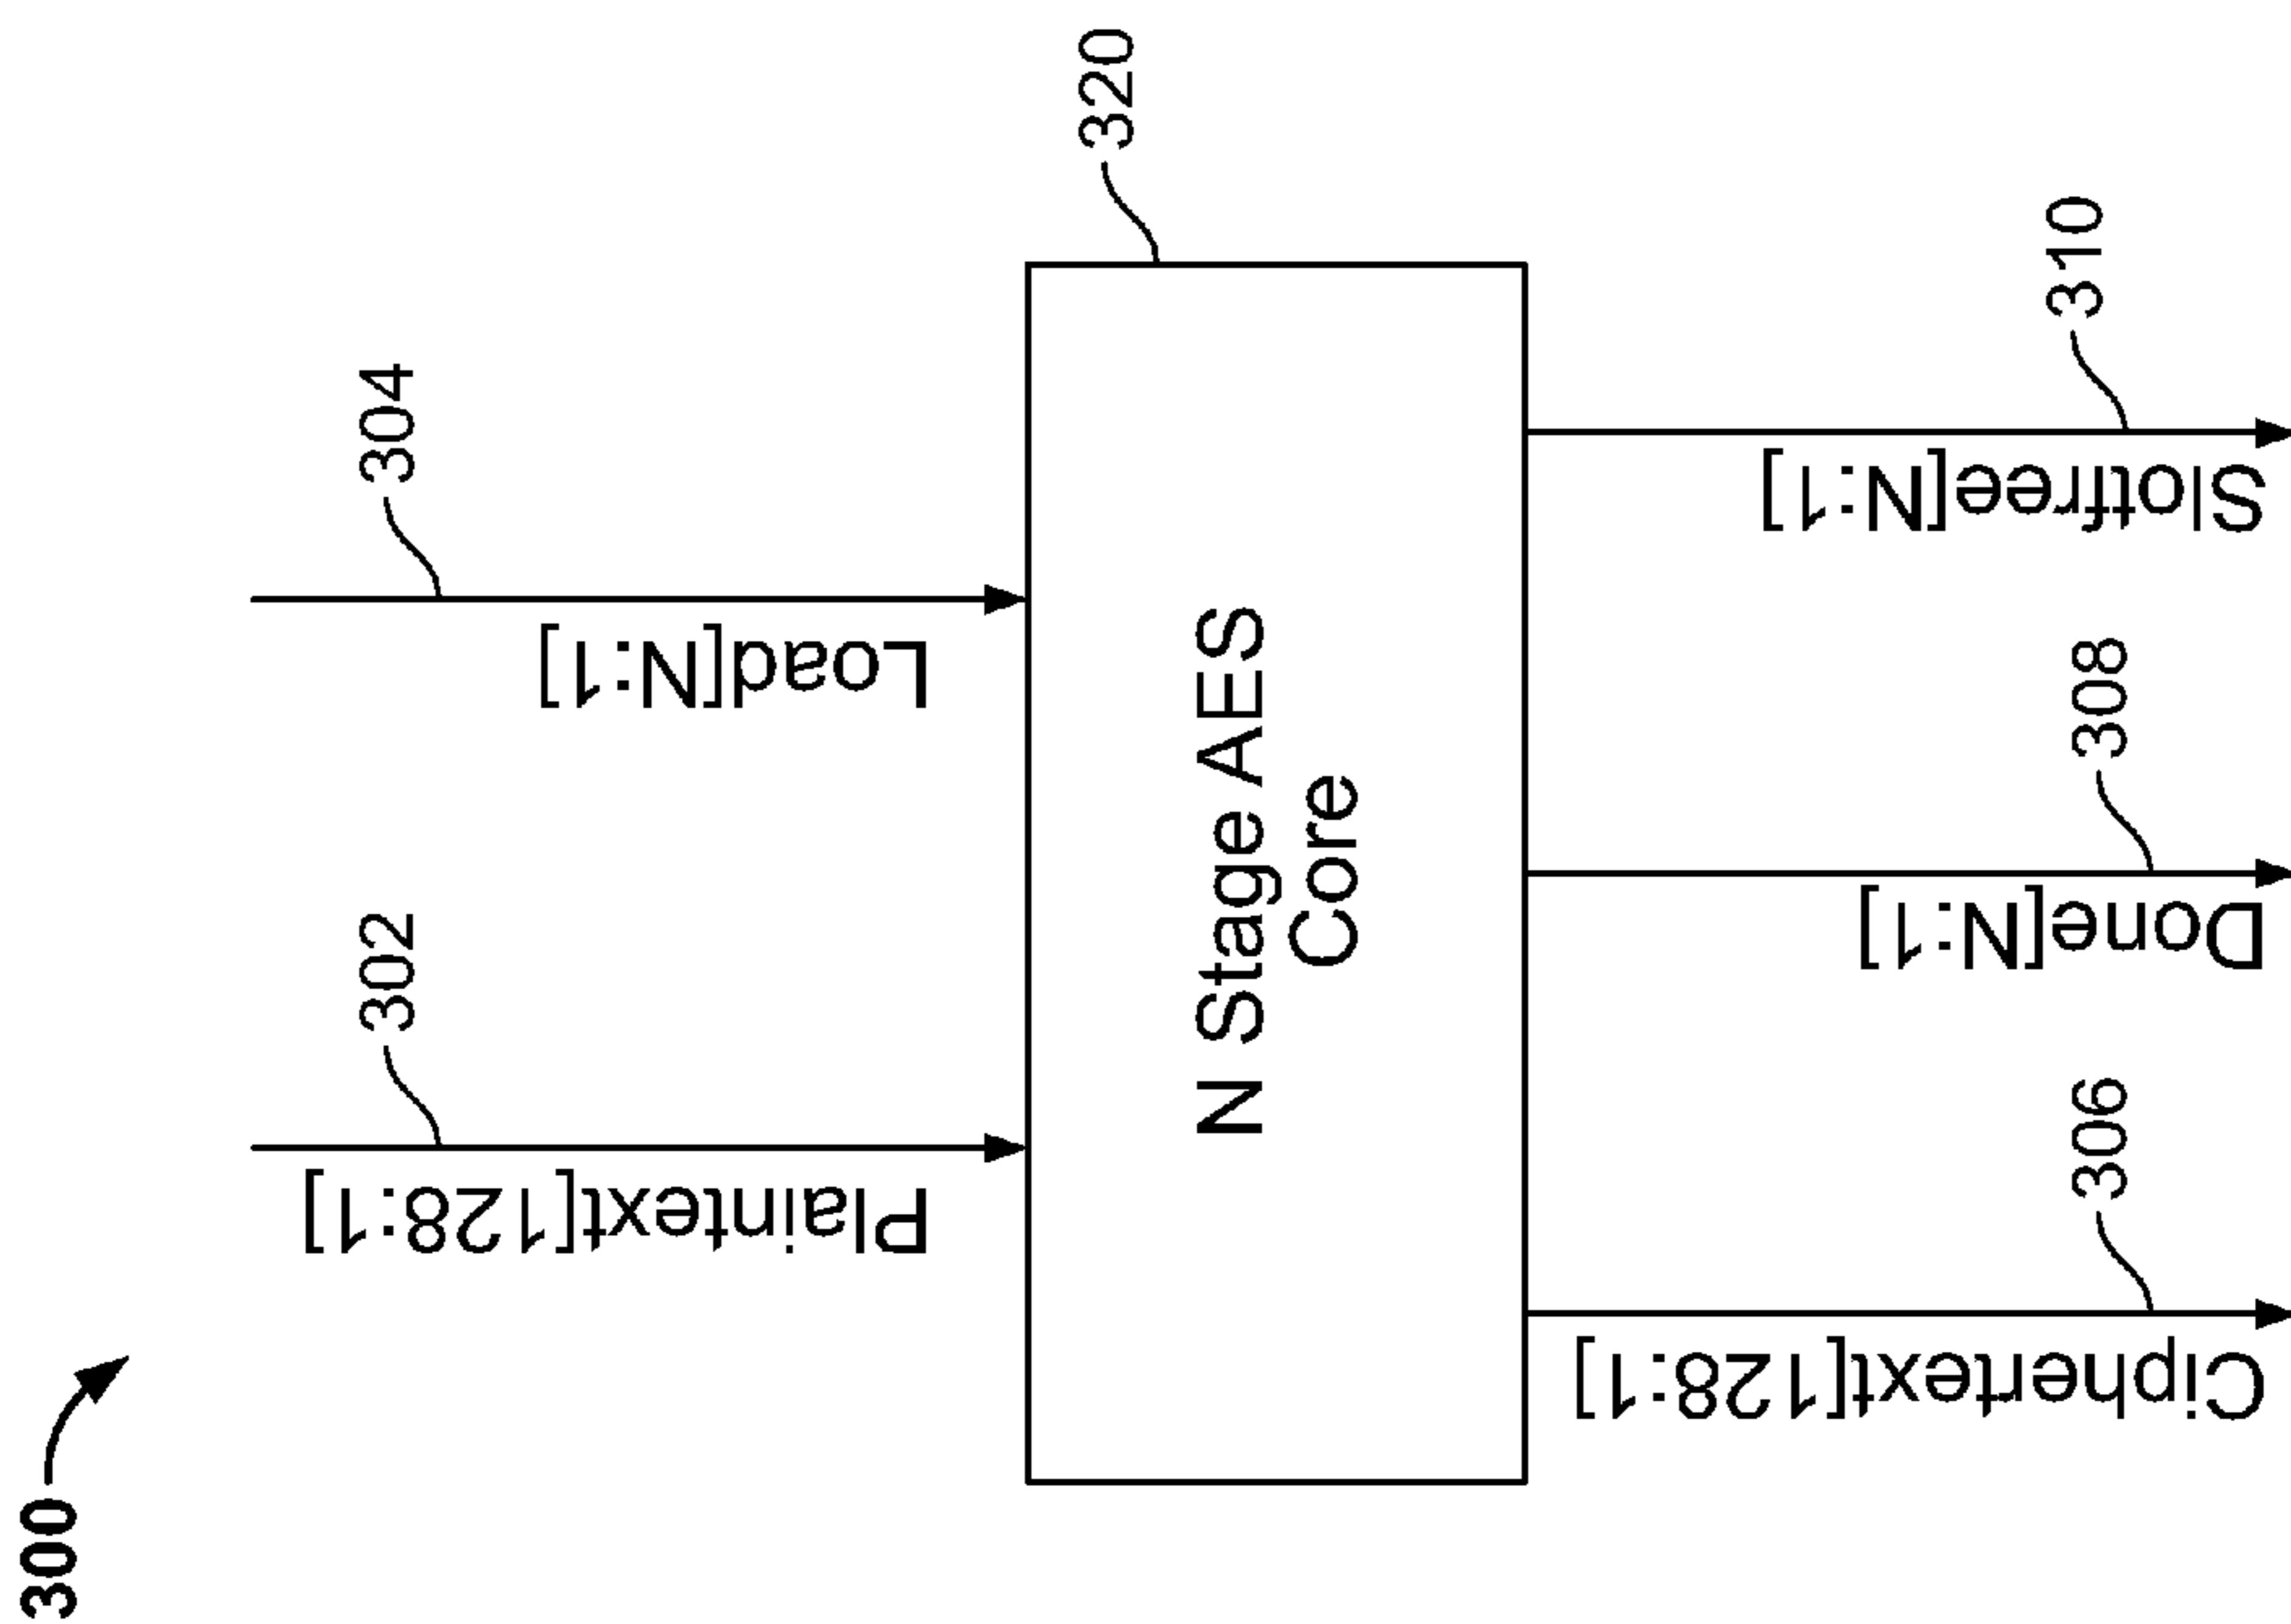 300
302
304
Plaintext[128:1]
Load[N:1]
320
N Stage AES
Core
306
308
310
Ciphertext[128:1]
Done[N:1]
Slotfree[N:1]